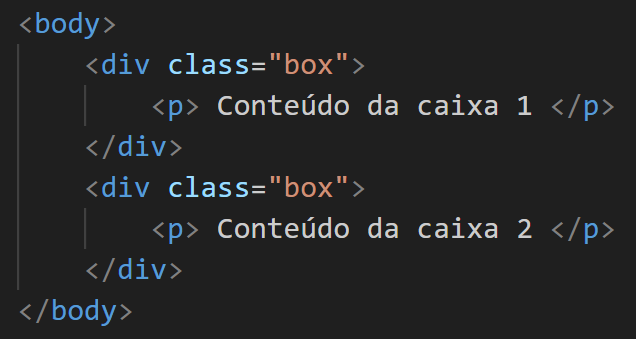 <body>
    <div class="box">
        <p> Conteúdo da caixa 1 </p>
    </div>
    <div class="box">
        <p> Conteúdo da caixa 2 </p>
    </div>
</body>